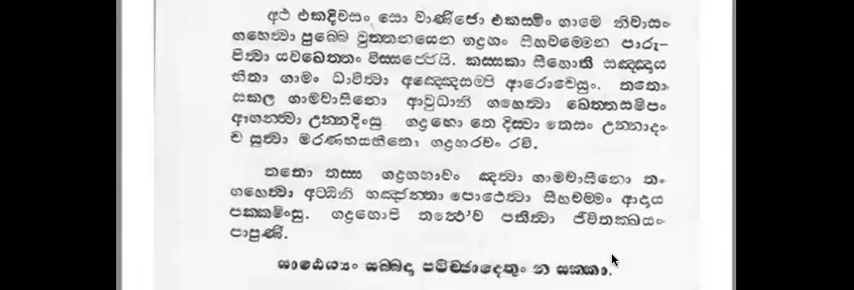 අථ එකදිවසං සො වාණිජො එකස්මිං ගාමෙ නිවාසං
ගහෙත්වා පුබ්බෙ වුත්තනයෙන ගද්‍රභං සීහචම්මෙන පාරු-
පිත්වා යවඛෙත්තං විස්සජ්ජෙයි. කස්සකා සීහොති සඤ්ඤාය
භීතා ගාමං ධාවිත්වා අඤ්ඤෙසම්පි ආරොචෙසුං. තතො
සකල ගාමවාසිනො ආවුධානි ගහෙත්වා ඛෙත්තසමීපං
ආගන්ත්වා උන්නදිංසු ගද්‍රභො තෙ දිස්වා තෙසං උන්නාදං
ච සුත්වා මරණභයභීතො ගද්‍රභරවං රවි.
තතො තස්ස ගද්‍රභභාවං ඤත්වා ගාමවාසිනො තං
ගහෙත්වා අට්ඨීනි භඤ්ජන්තා පොථෙත්වා සීහචම්මං ආදාය
පක්කමිංසු. ගද්‍රභොපි තත්ථේ'ව පතිත්වා ජීවිතක්ඛයං
පාපුණි.
සාඨෙය්‍යං සබ්බදා පටිච්ඡාදෙතුං න සක්කා.